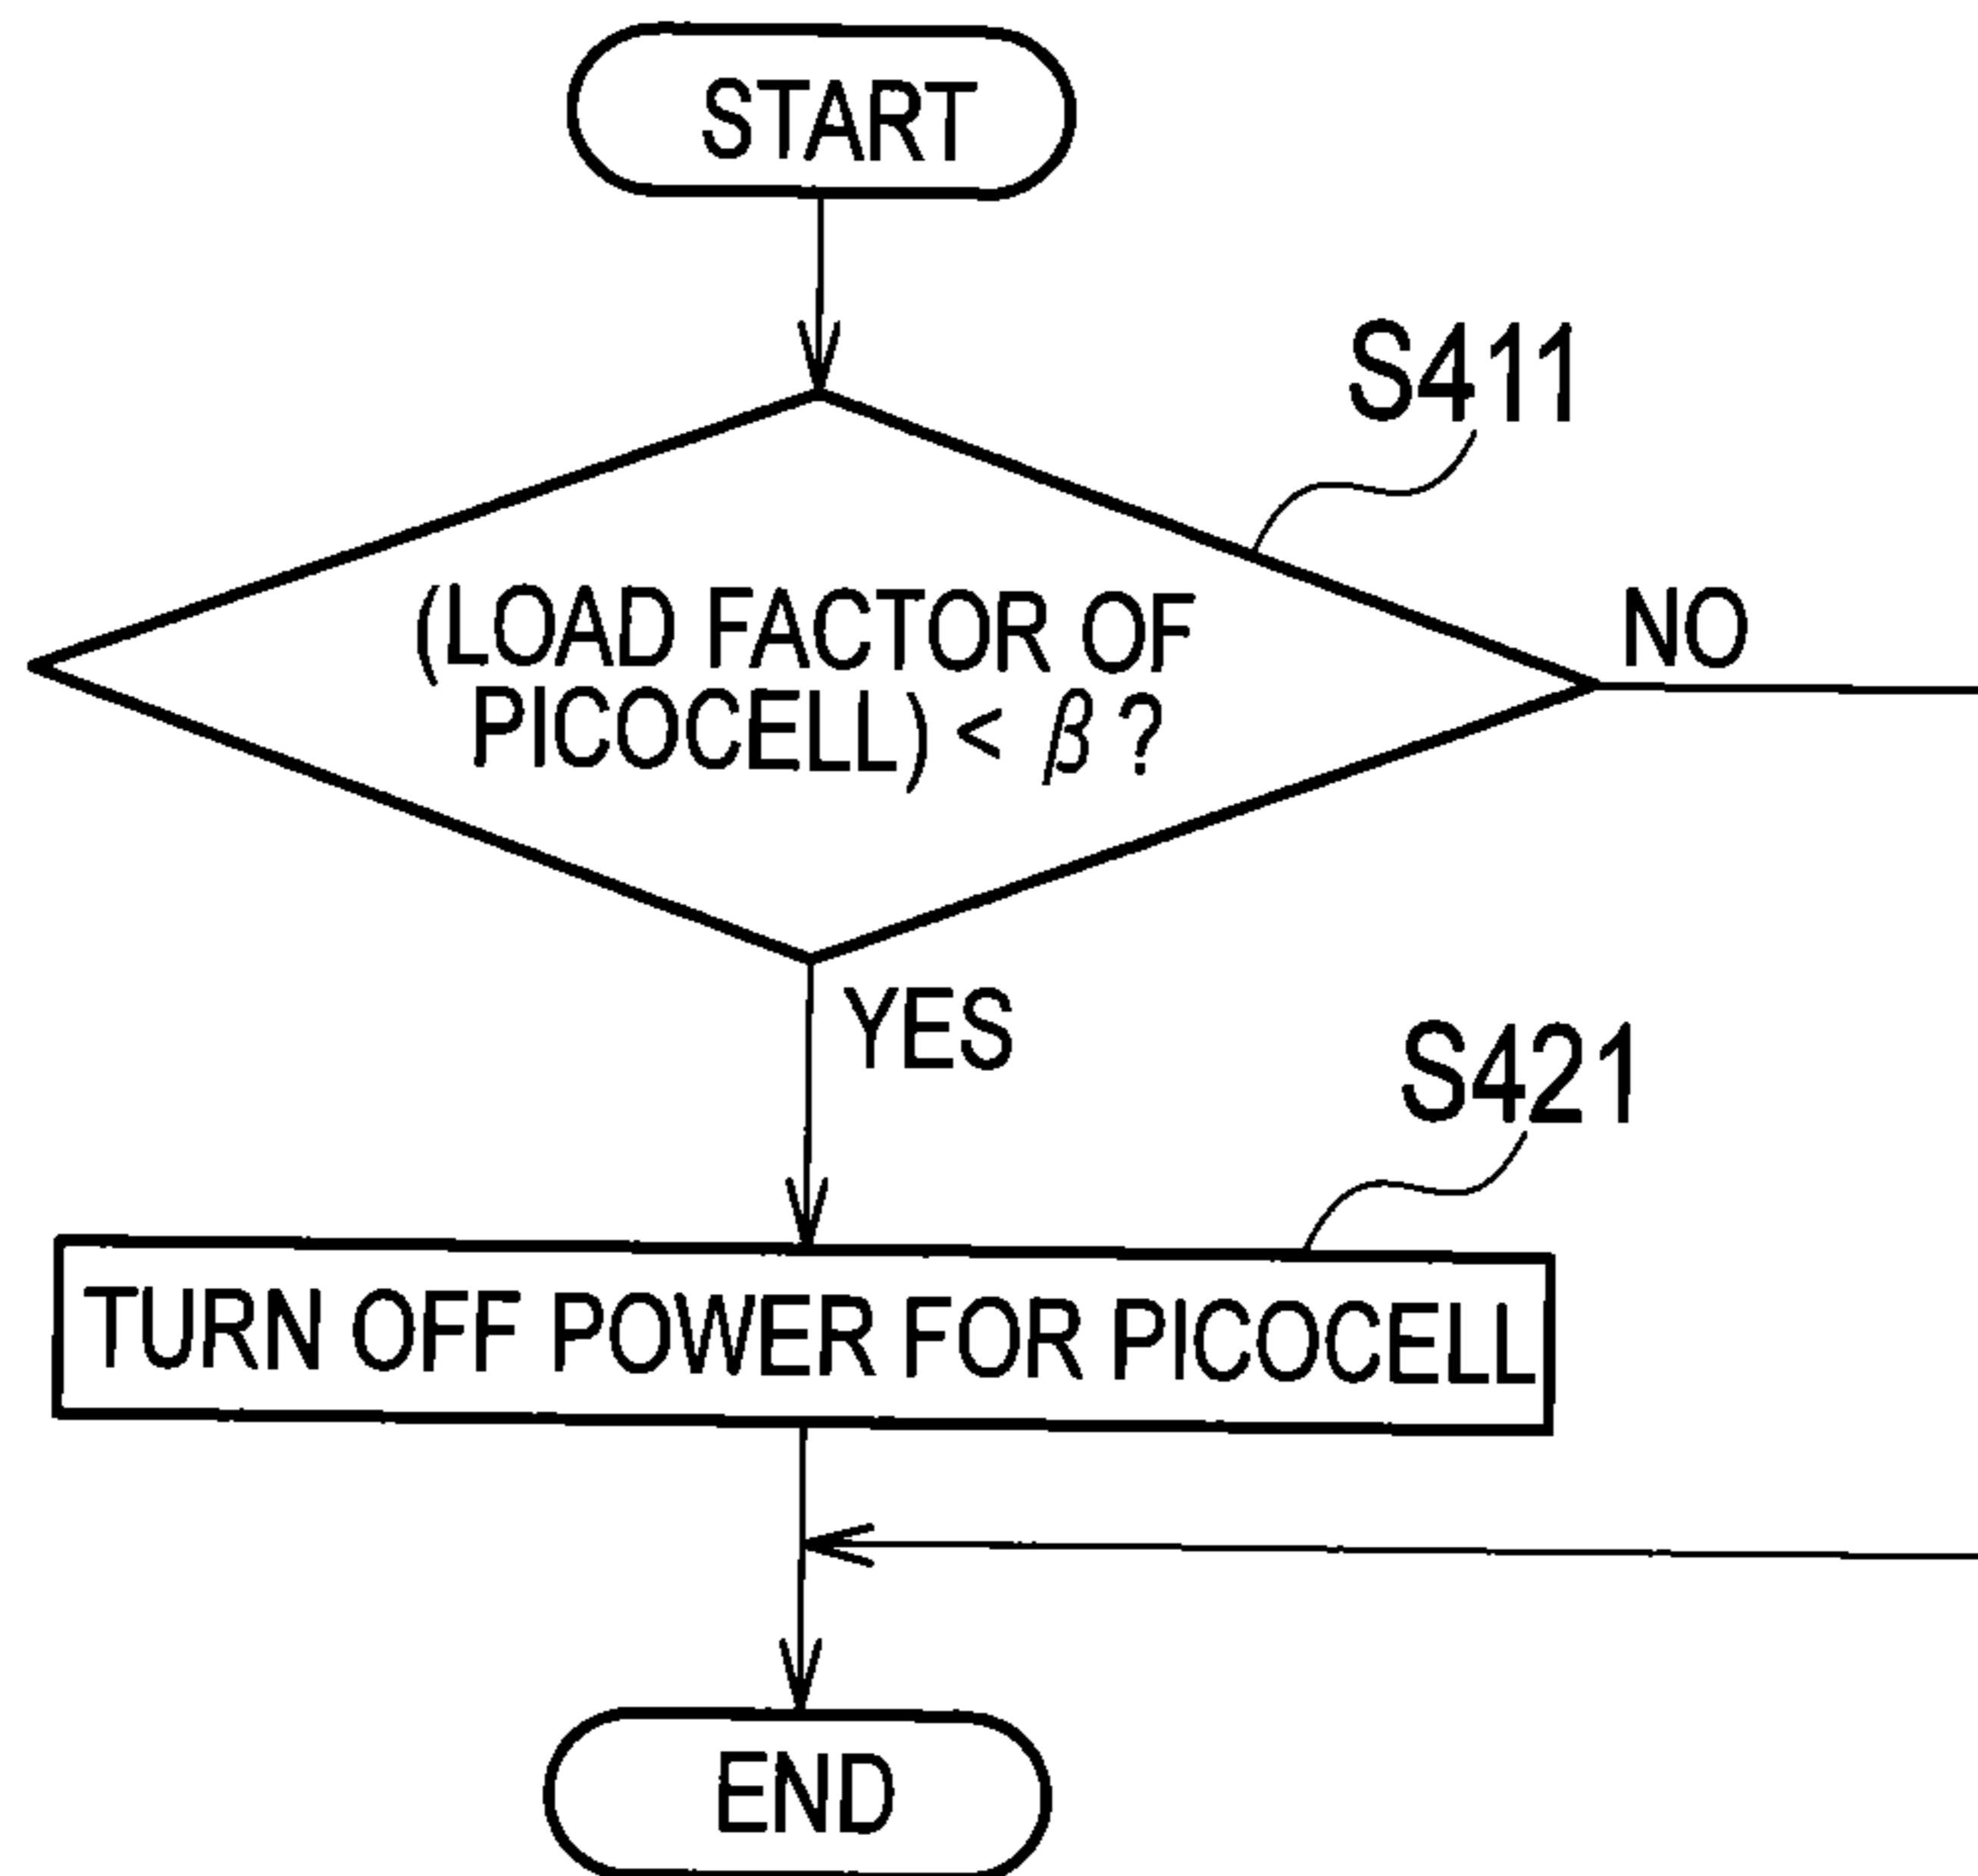 START
S411
(LOAD FACTOR OF
PICOCELL) < β ?
NO
YES
S421
TURN OFF POWER FOR PICOCELL
END